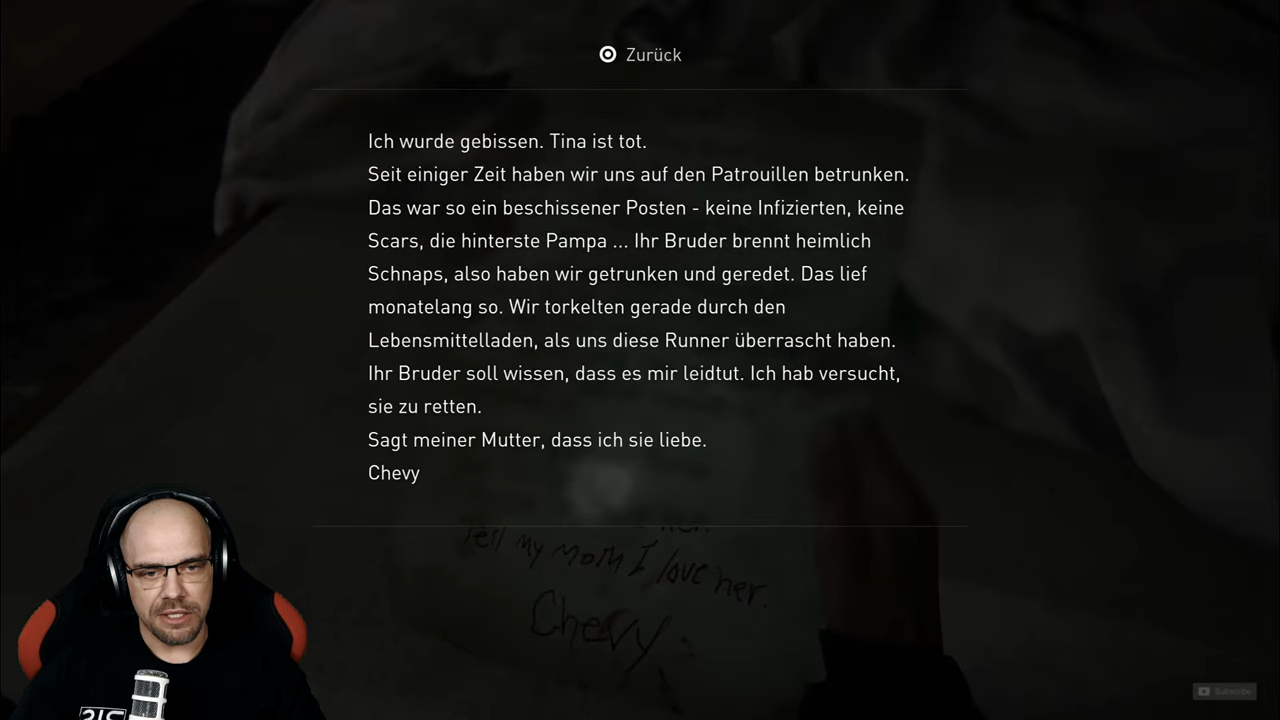 Zurück
Ich wurde gebissen. Tina ist tot.
Seit einiger Zeit haben wir uns auf den Patrouillen betrunken.
Das war so ein beschissener Posten - keine Infizierten, keine
Scars, die hinterste Pampa ... Ihr Bruder brennt heimlich
Schnaps, also haben wir getrunken und geredet. Das lief
monatelang so. Wir torkelten gerade durch den
Lebensmittelladen, als uns diese Runner überrascht haben.
Ihr Bruder soll wissen, dass es mir leidtut. Ich hab versucht,
sie zu retten.
Sagt meiner Mutter, dass ich sie liebe.
Chevy
her.
Tell my mom I love her.
Chevy
Subscribe